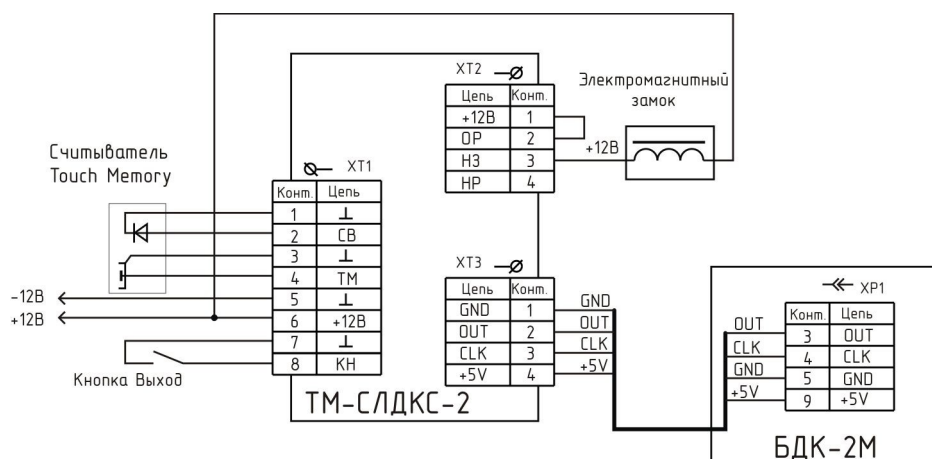 XT2
Цепь Конт.
+12В 1
ОР 2
НЗ 3
НР 4
Электромагнитный
замок
+12В
Считыватель
Touch Memory
XT1
Конт. Цепь
1 ⊥
2 СВ
3 ⊥
4 ТМ
5 ⊥
6 +12В
7 ⊥
8 КН
-12В
+12В
Кнопка Выход
XT3
Цепь Конт.
GND 1
OUT 2
CLK 3
+5V 4
GND
OUT
CLK
+5V
ТМ-СЛДКС-2
XP1
Конт. Цепь
3 OUT
4 CLK
5 GND
9 +5V
OUT
CLK
GND
+5V
БДК-2М